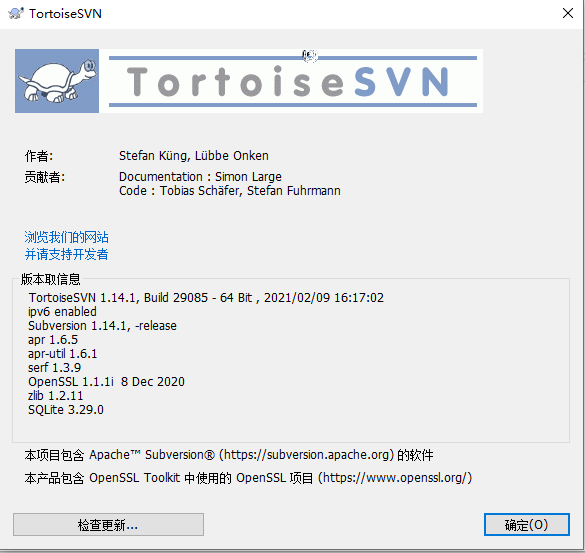 TortoiseSVN
TortoiseSVN
作者:
Stefan Küng, Lübbe Onken
贡献者:
Documentation : Simon Large
Code : Tobias Schäfer, Stefan Fuhrmann
浏览我们的网站
并请支持开发者
版本取信息
TortoiseSVN 1.14.1, Build 29085 - 64 Bit , 2021/02/09 16:17:02
ipv6 enabled
Subversion 1.14.1, -release
apr 1.6.5
apr-util 1.6.1
serf 1.3.9
OpenSSL 1.1.1i  8 Dec 2020
zlib 1.2.11
SQLite 3.29.0
本项目包含 Apache™ Subversion® (https://subversion.apache.org) 的软件
本产品包含 OpenSSL Toolkit 中使用的 OpenSSL 项目 (https://www.openssl.org/)
检查更新...
确定(O)